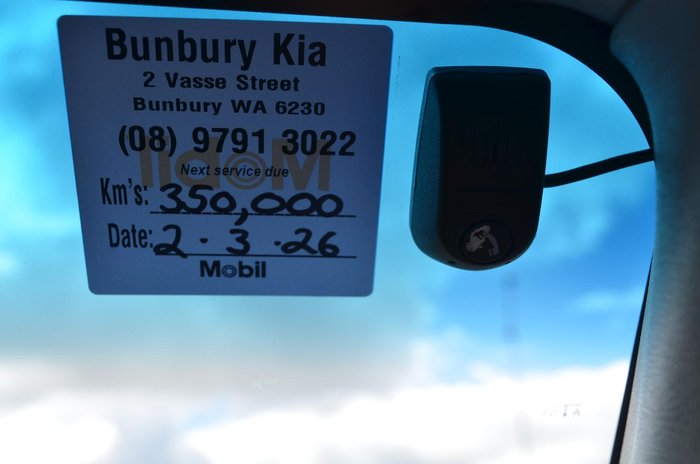 Bunbury Kia
2 Vasse Street
Bunbury WA 6230
(08) 9791 3022
Mobil
Next service due
Km's: 350,000
Date: 2.3.26
Mobil